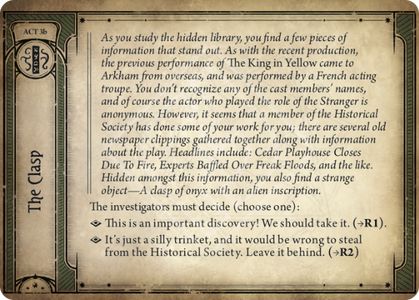 ACT 3b
The Clasp
As you study the hidden library, you find a few pieces of
information that stand out. As with the recent production,
the previous performance of The King in Yellow came to
Arkham from overseas, and was performed by a French acting
troupe. You don't recognize any of the cast members' names,
and of course the actor who played the role of the Stranger is
anonymous. However, it seems that a member of the Historical
Society has done some of your work for you; there are several old
newspaper clippings gathered together along with information
about the play. Headlines include: Cedar Playhouse Closes
Due To Fire, Experts Baffled Over Freak Floods, and the like.
Hidden amongst this information, you also find a strange
object—A clasp of onyx with an alien inscription.
The investigators must decide (choose one):
This is an important discovery! We should take it. (→R1).
It's just a silly trinket, and it would be wrong to steal
from the Historical Society. Leave it behind. (→R2)